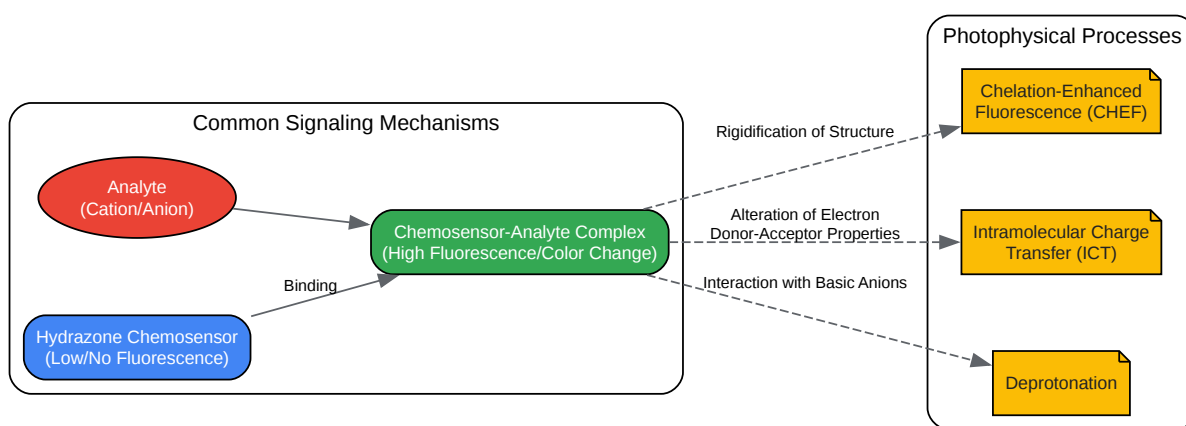 Photophysical Processes
Common Signaling Mechanisms
Analyte
(Cation/Anion)
Hydrazone Chemosensor
(Low/No Fluorescence)
Binding
Chemosensor-Analyte Complex
(High Fluorescence/Color Change)
Rigidification of Structure
Alteration of Electron
Donor-Acceptor Properties
Interaction with Basic Anions
Chelation-Enhanced
Fluorescence (CHEF)
Intramolecular Charge
Transfer (ICT)
Deprotonation